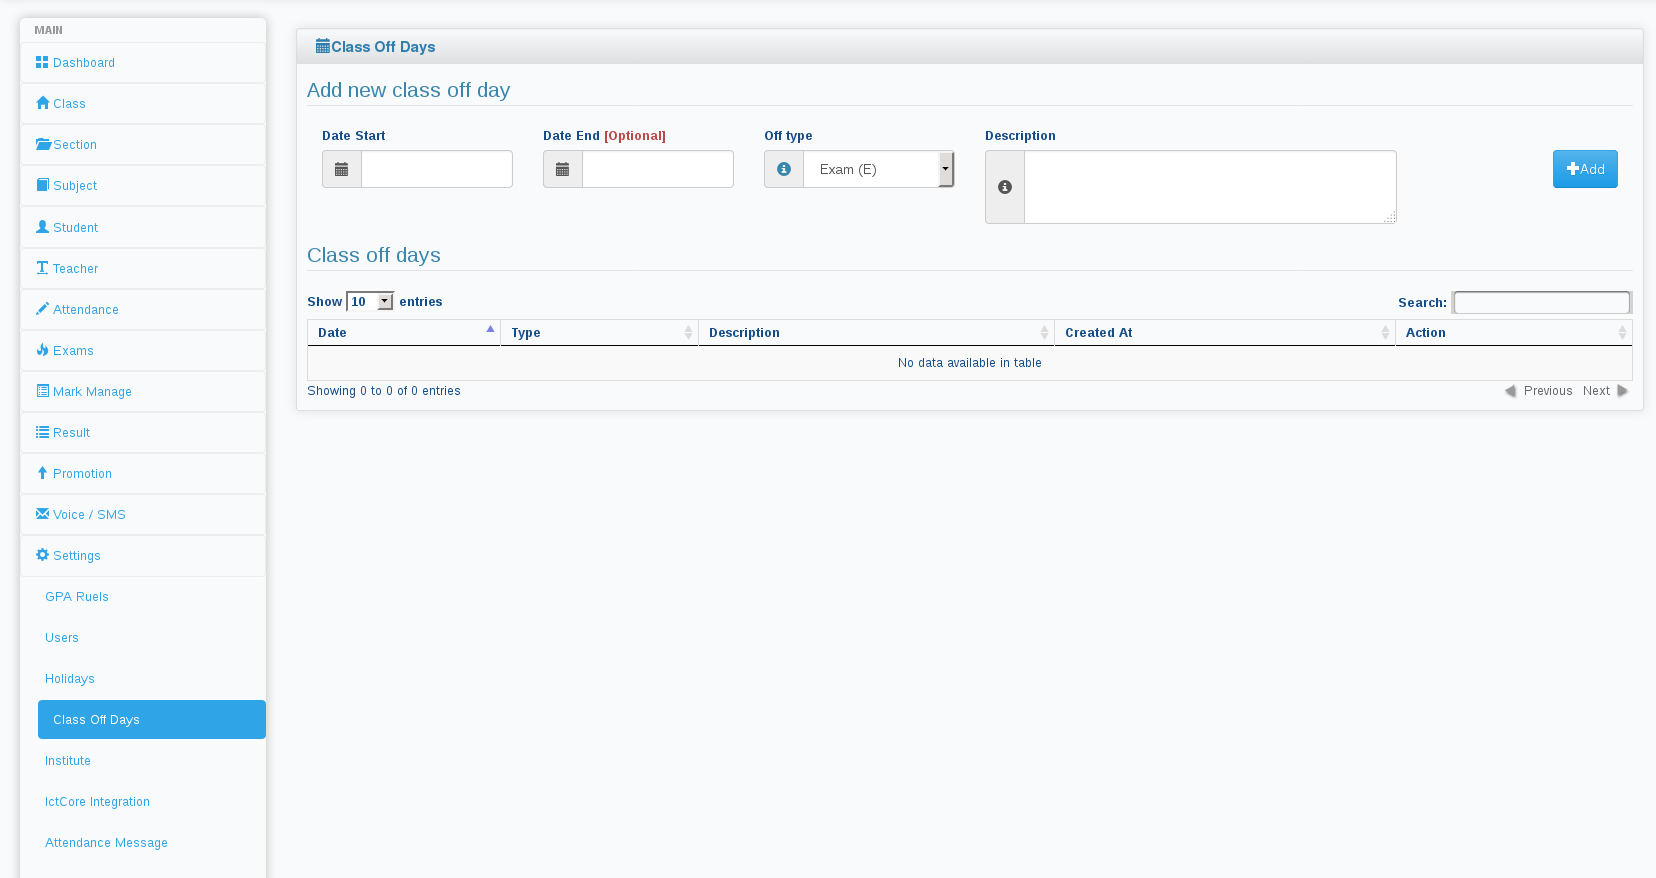 MAIN
Dashboard
Class
Section
Subject
Student
Teacher
Attendance
Exams
Mark Manage
Result
Promotion
Voice / SMS
Settings
GPA Ruels
Users
Holidays
Class Off Days
Institute
IctCore Integration
Attendance Message
Class Off Days
Add new class off day
Date Start Date End [Optional] Off type Description
Exam (E) Add
Class off days
Show 10 entries Search:
Date Type Description Created At Action
No data available in table
Showing 0 to 0 of 0 entries Previous Next